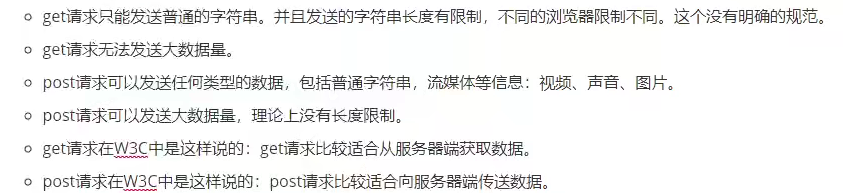 get请求只能发送普通的字符串。并且发送的字符串长度有限制，不同的浏览器限制不同。这个没有明确的规范。
get请求无法发送大数据量。
post请求可以发送任何类型的数据，包括普通字符串，流媒体等信息：视频、声音、图片。
post请求可以发送大数据量，理论上没有长度限制。
get请求在W3C中是这样说的：get请求比较适合从服务器端获取数据。
post请求在W3C中是这样说的：post请求比较适合向服务器端传送数据。